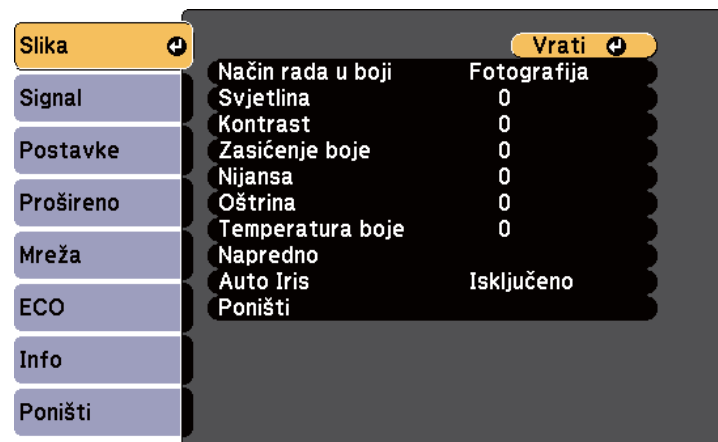 Slika
Signal
Postavke
Prošireno
Mreža
ECO
Info
Poništi
Vrati
Način rada u boji Fotografija
Svjetlina 0
Kontrast 0
Zasićenje boje 0
Nijansa 0
Oštrina 0
Temperatura boje 0
Napredno
Auto Iris Isključeno
Poništi